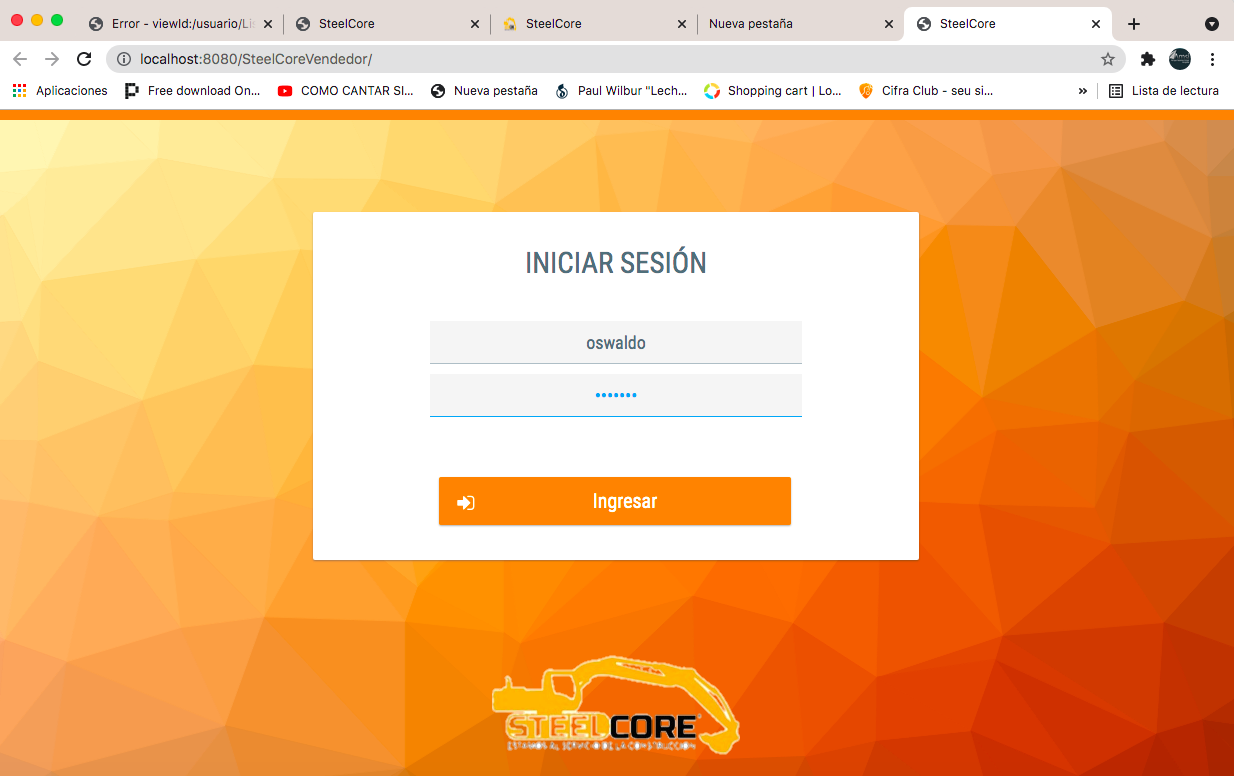 Error - viewId:/usuario/Li
SteelCore
SteelCore
Nueva pestaña
SteelCore
localhost:8080/SteelCoreVendedor/
Aplicaciones
Free download On...
COMO CANTAR SI...
Nueva pestaña
Paul Wilbur "Lech...
Shopping cart | Lo...
Cifra Club - seu si...
»
Lista de lectura
INICIAR SESIÓN
oswaldo
•••••••
Ingresar
STEELCORE
ESTAMOS AL SERVICIO DE LA CONSTRUCCION